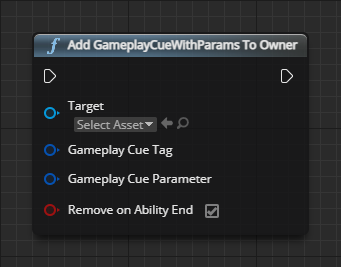 Add GameplayCueWithParams To Owner
Target
Select Asset
Gameplay Cue Tag
Gameplay Cue Parameter
Remove on Ability End